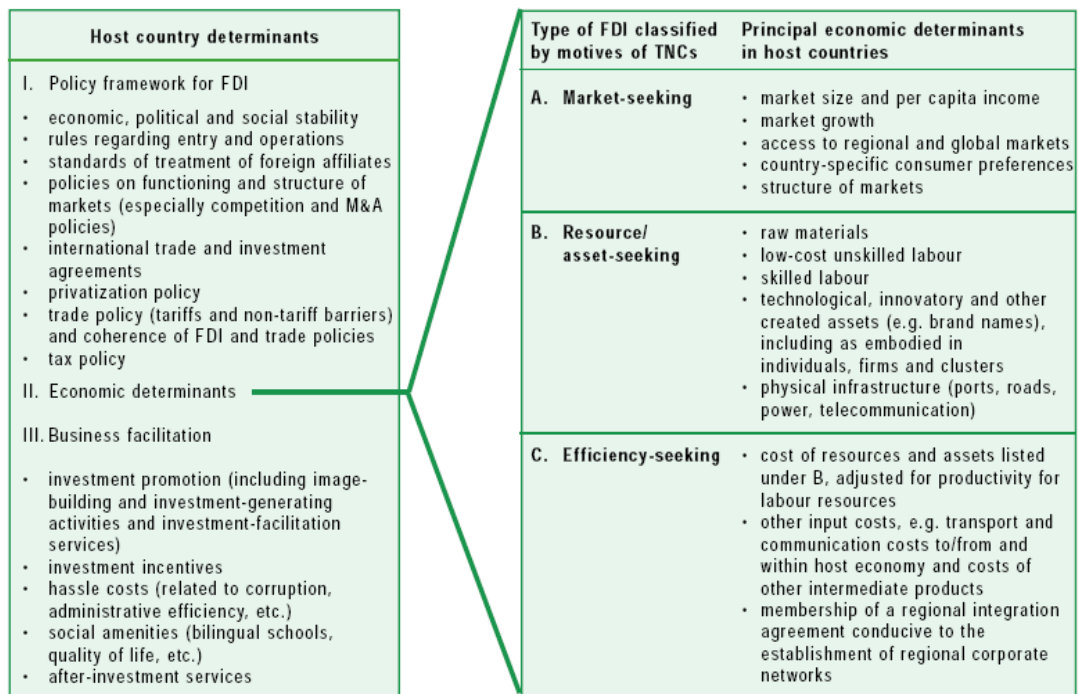 Host country determinants
I. Policy framework for FDI
• economic, political and social stability
• rules regarding entry and operations
• standards of treatment of foreign affiliates
• policies on functioning and structure of
markets (especially competition and M&A
policies)
• international trade and investment
agreements
• privatization policy
• trade policy (tariffs and non-tariff barriers)
and coherence of FDI and trade policies
• tax policy
II. Economic determinants
III. Business facilitation
• investment promotion (including image-
building and investment-generating
activities and investment-facilitation
services)
• investment incentives
• hassle costs (related to corruption,
administrative efficiency, etc.)
• social amenities (bilingual schools,
quality of life, etc.)
• after-investment services
Type of FDI classified
by motives of TNCs
Principal economic determinants
in host countries
A. Market-seeking
• market size and per capita income
• market growth
• access to regional and global markets
• country-specific consumer preferences
• structure of markets
B. Resource/
asset-seeking
• raw materials
• low-cost unskilled labour
• skilled labour
• technological, innovatory and other
created assets (e.g. brand names),
including as embodied in
individuals, firms and clusters
• physical infrastructure (ports, roads,
power, telecommunication)
C. Efficiency-seeking
• cost of resources and assets listed
under B, adjusted for productivity for
labour resources
• other input costs, e.g. transport and
communication costs to/from and
within host economy and costs of
other intermediate products
• membership of a regional integration
agreement conducive to the
establishment of regional corporate
networks